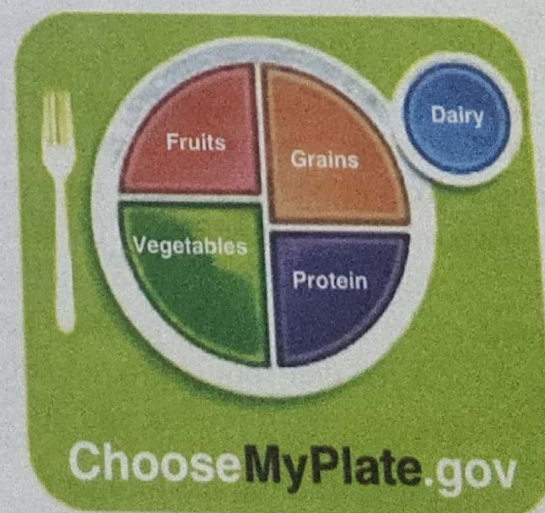 Fruits
Grains
Dairy
Vegetables
Protein
ChooseMyPlate.gov